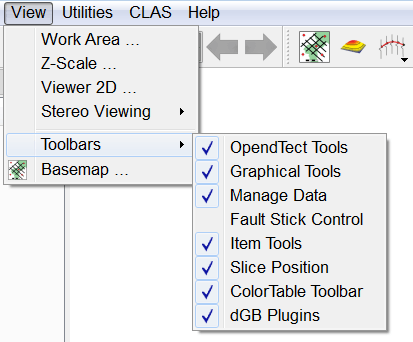 View Utilities CLAS Help
Work Area ...
Z-Scale ...
Viewer 2D ...
Stereo Viewing
Toolbars
Basemap ...
OpendTect Tools
Graphical Tools
Manage Data
Fault Stick Control
Item Tools
Slice Position
ColorTable Toolbar
dGB Plugins